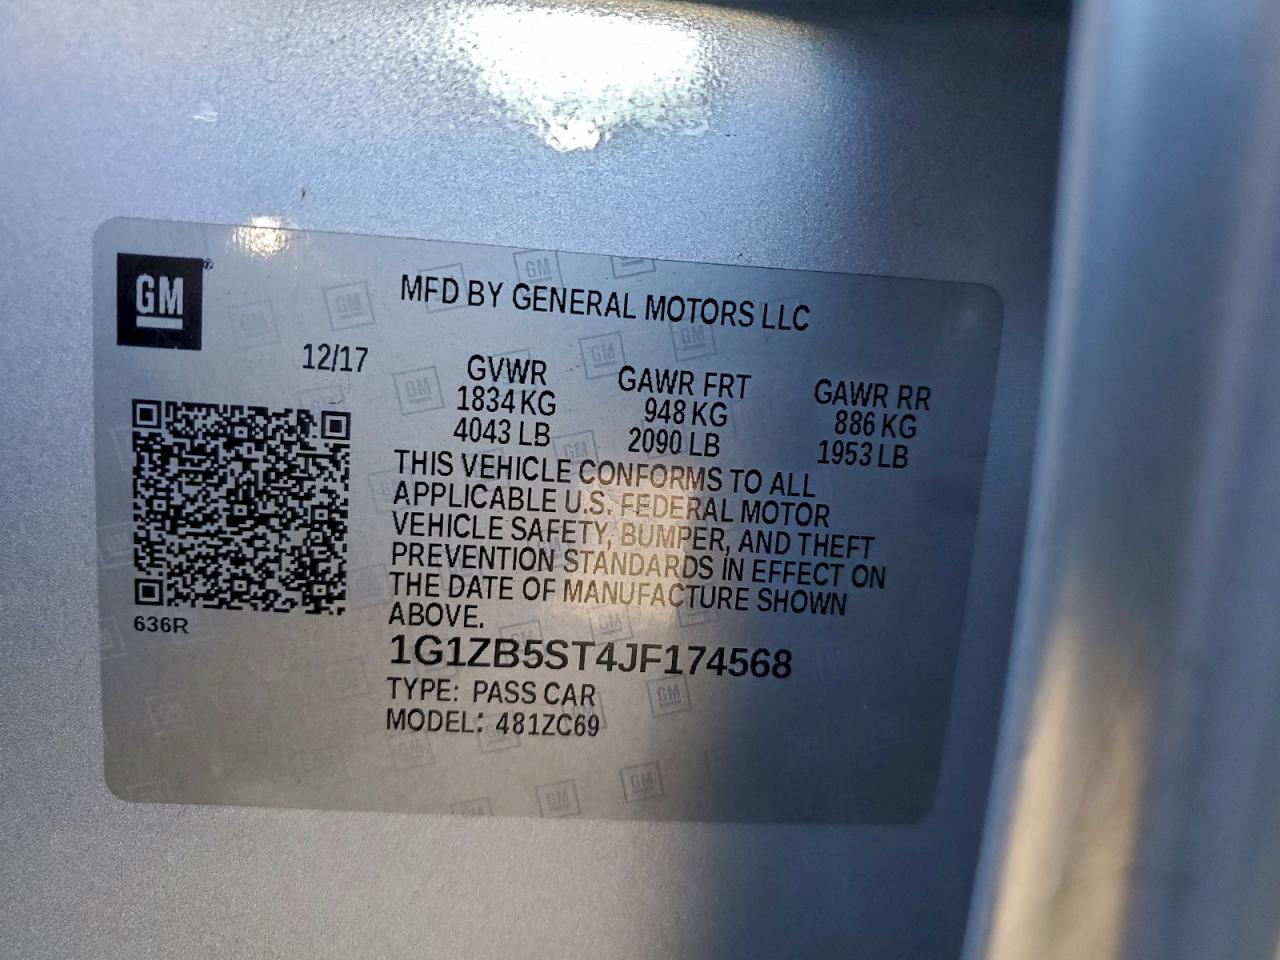 GM
MFD BY GENERAL MOTORS LLC
12/17
GVWR GAWR FRT GAWR RR
1834 KG 948 KG 886 KG
4043 LB 2090 LB 1953 LB
THIS VEHICLE CONFORMS TO ALL
APPLICABLE U.S. FEDERAL MOTOR
VEHICLE SAFETY, BUMPER, AND THEFT
PREVENTION STANDARDS IN EFFECT ON
THE DATE OF MANUFACTURE SHOWN
ABOVE.
636R
1G1ZB5ST4JF174568
TYPE: PASS CAR
MODEL: 481ZC69